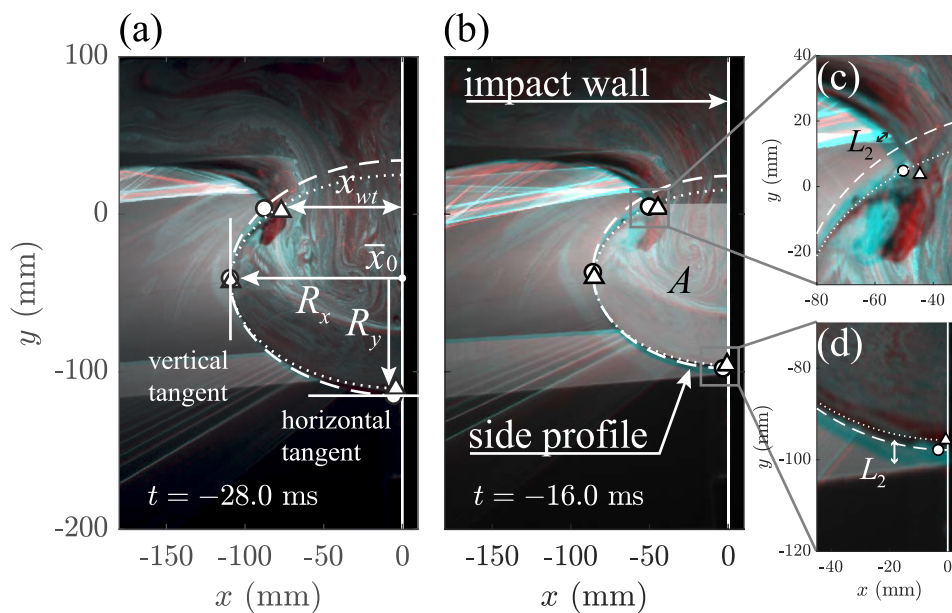 (a)
(b)
(c)
(d)
100
0
-100
-200
y (mm)
-150
-100
-50
0
x (mm)
x_wt
x̅_0
R_x
R_y
vertical
tangent
horizontal
tangent
t = −28.0 ms
impact wall
A
side profile
t = −16.0 ms
-150
-100
-50
0
x (mm)
40
20
0
-20
y (mm)
L_2
-80
-60
-40
-80
-100
-120
y (mm)
L_2
-40
-20
0
x (mm)